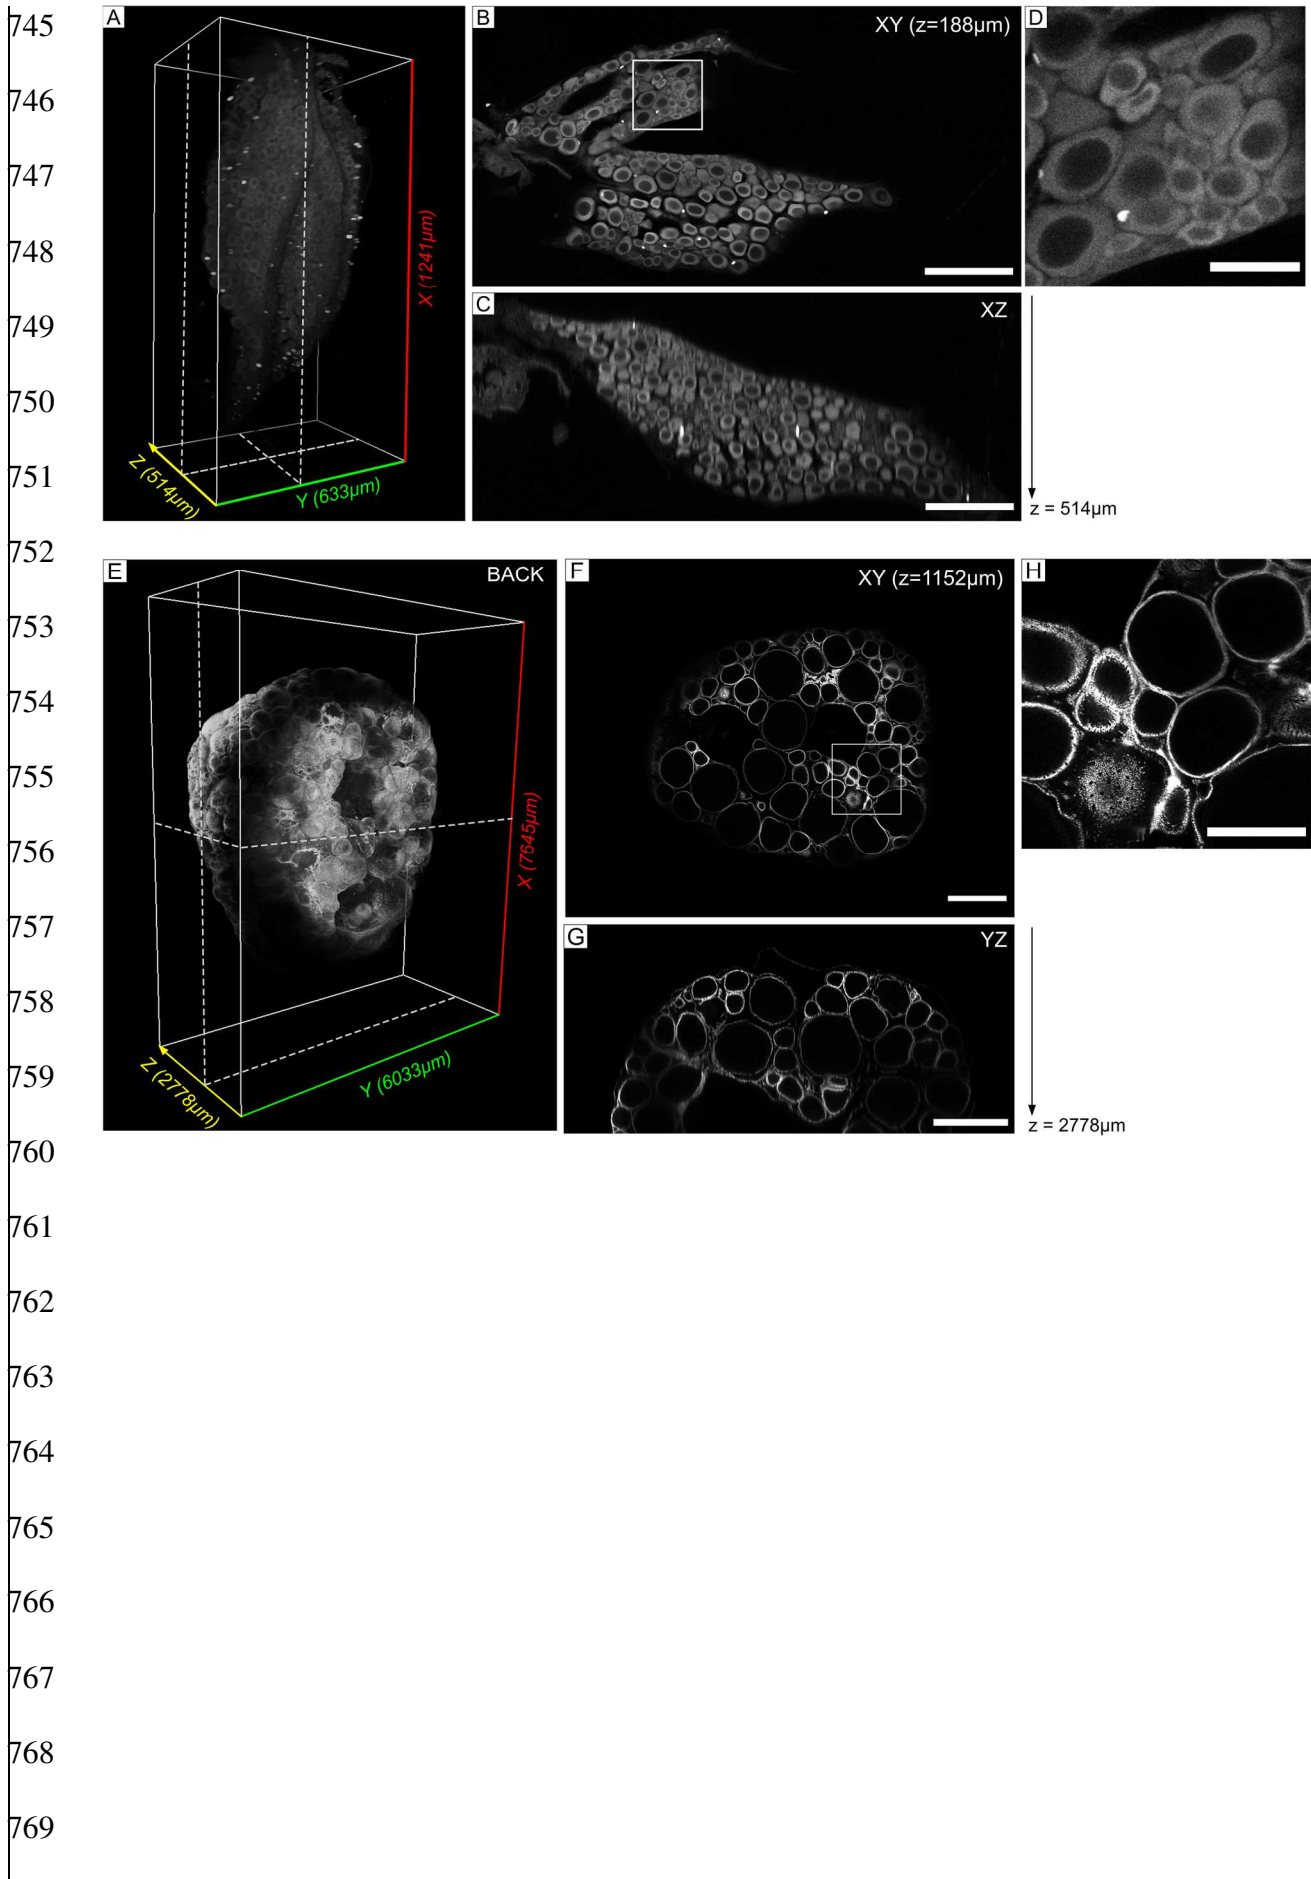 745
A
B
XY (z=188µm)
D
746
747
X (1241µm)
748
C
XZ
749
750
751
Z (514µm)
Y (633µm)
z = 514µm
752
E
BACK
F
XY (z=1152µm)
H
753
754
755
X (7645µm)
756
757
G
YZ
758
759
Z (2778µm)
Y (6033µm)
z = 2778µm
760
761
762
763
764
765
766
767
768
769